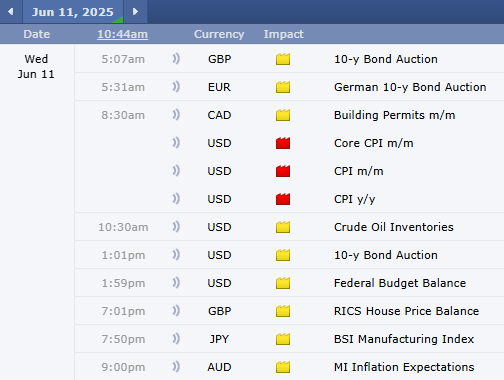 Jun 11, 2025
Date 10:44am Currency Impact
Wed
Jun 11
5:07am GBP 10-y Bond Auction
5:31am EUR German 10-y Bond Auction
8:30am CAD Building Permits m/m
USD Core CPI m/m
USD CPI m/m
USD CPI y/y
10:30am USD Crude Oil Inventories
1:01pm USD 10-y Bond Auction
1:59pm USD Federal Budget Balance
7:01pm GBP RICS House Price Balance
7:50pm JPY BSI Manufacturing Index
9:00pm AUD MI Inflation Expectations